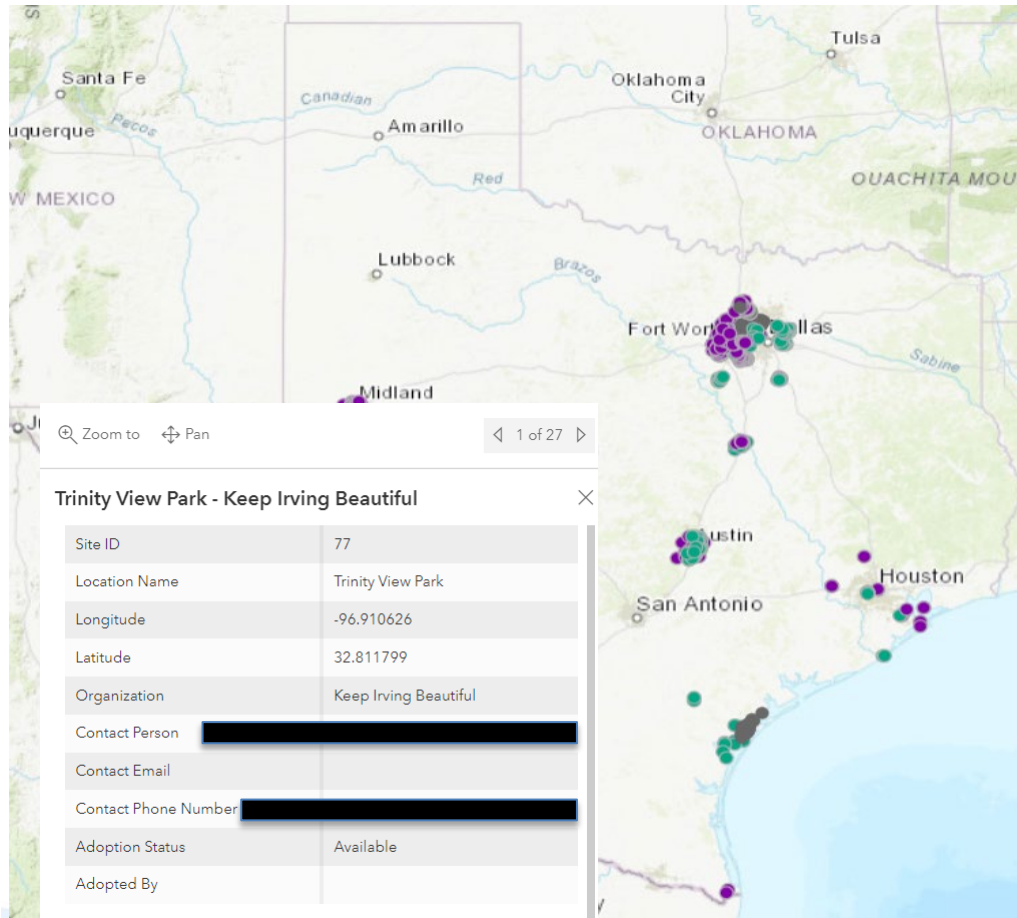 Tulsa
Santa Fe
Oklahoma
City
Canadian
uquerque
Pecos
Amarillo
OKLAHOMA
Red
OUACHITA MOU
W MEXICO
Lubbock
Brazos
Fort Wort
llas
Sabine
Midland
Zoom to Pan 1 of 27
Trinity View Park - Keep Irving Beautiful
Site ID 77
Location Name Trinity View Park
Longitude -96.910626
Latitude 32.811799
Organization Keep Irving Beautiful
Contact Person
Contact Email
Contact Phone Number
Adoption Status Available
Adopted By
ustin
Houston
San Antonio